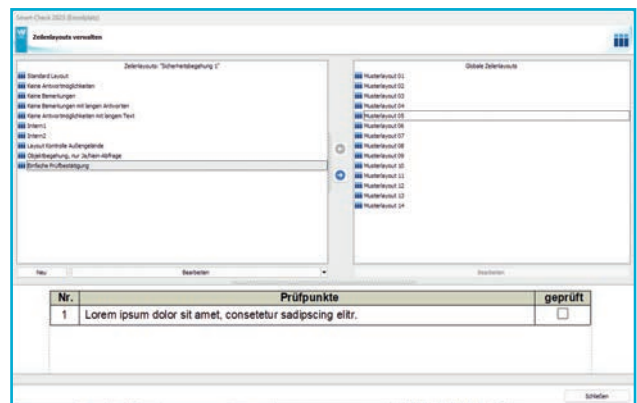 Smart Check 2023 (Einzelplatz)
Zeilenlayouts verwalten
Zeilenlayouts: "Sicherheitsbegehung 1"
Standard Layout
Keine Antwortmöglichkeiten
Keine Bemerkungen
Keine Bemerkungen mit langen Antworten
Keine Antwortmöglichkeiten mit langen Text
Intern1
Intern2
Layout Kontrolle Außengelände
Objektbegehung, nur Ja/Nein-Abfrage
Einfache Prüfbestätigung
Globale Zeilenlayouts
Musterlayout 01
Musterlayout 02
Musterlayout 03
Musterlayout 04
Musterlayout 05
Musterlayout 06
Musterlayout 07
Musterlayout 08
Musterlayout 09
Musterlayout 10
Musterlayout 11
Musterlayout 12
Musterlayout 13
Musterlayout 14
Neu Bearbeiten
Bearbeiten
Nr. Prüfpunkte geprüft
1 Lorem ipsum dolor sit amet, consetetur sadipscing elitr.
Schließen